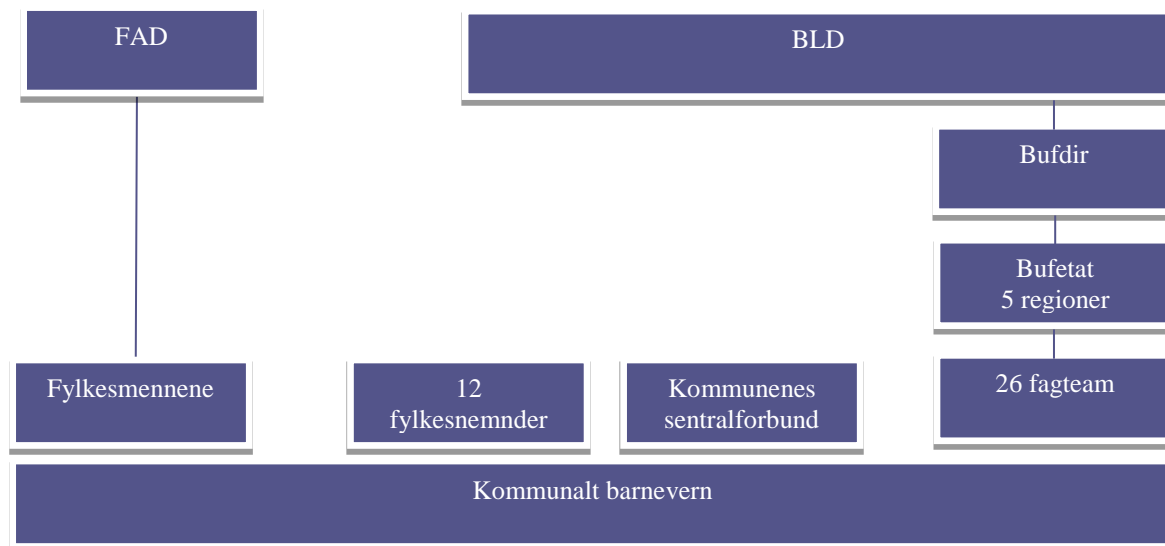 FAD
BLD
Bufdir
Bufetat
5 regioner
Fylkesmennene
12
fylkesnemnder
Kommunenes
sentralforbund
26 fagteam
Kommunalt barnevern